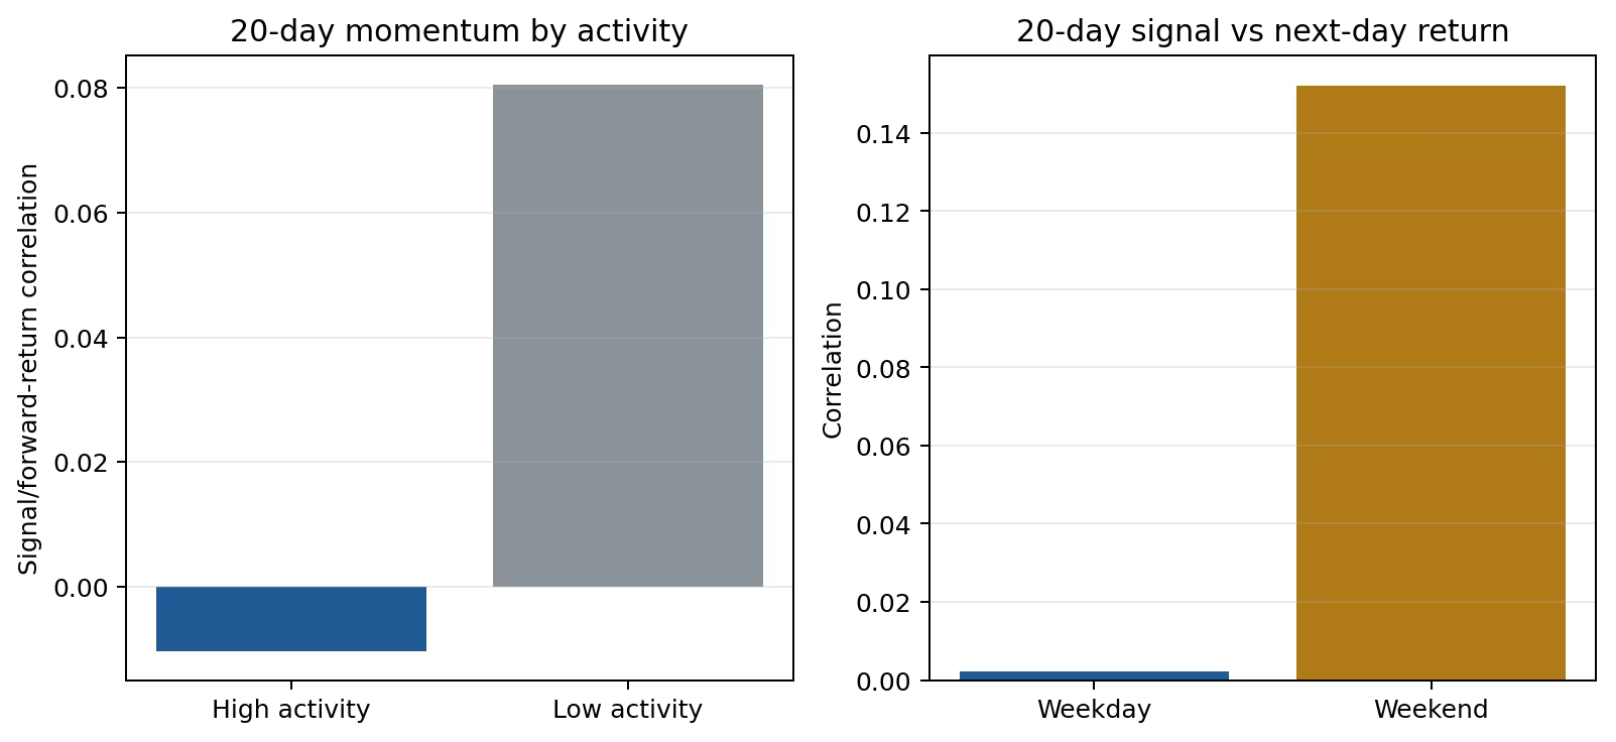 20-day momentum by activity
Signal/forward-return correlation
0.08
0.06
0.04
0.02
0.00
High activity
Low activity
20-day signal vs next-day return
Correlation
0.14
0.12
0.10
0.08
0.06
0.04
0.02
0.00
Weekday
Weekend